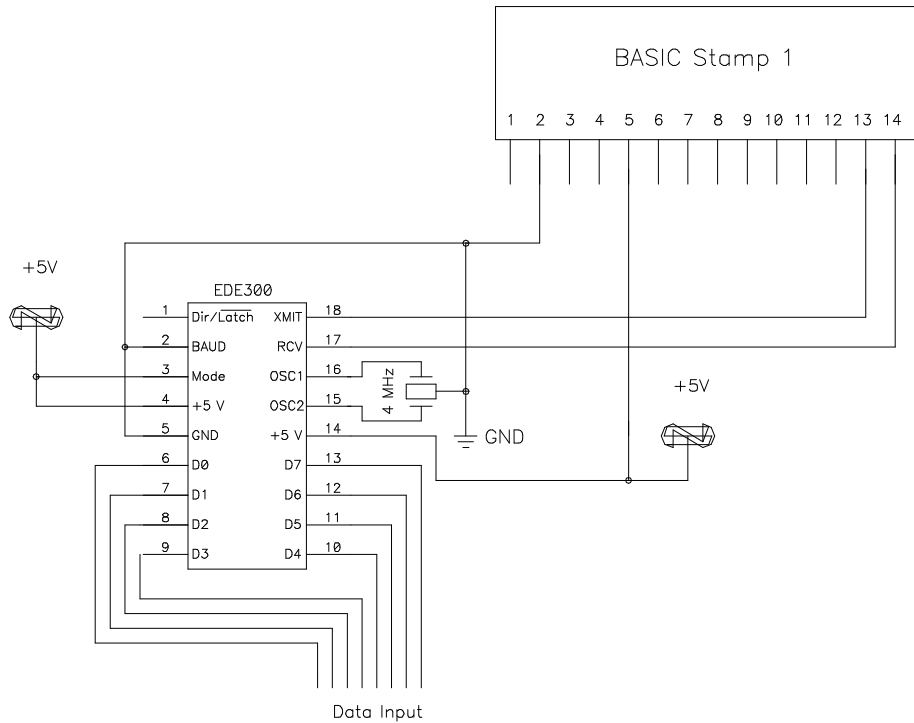 BASIC Stamp 1
1 2 3 4 5 6 7 8 9 10 11 12 13 14
+5V
EDE300
1 Dir/Latch XMIT 18
2 BAUD RCV 17
3 Mode OSC1 16
4 +5 V OSC2 15
5 GND +5 V 14
6 D0 D7 13
7 D1 D6 12
8 D2 D5 11
9 D3 D4 10
4 MHz
GND
+5V
Data Input